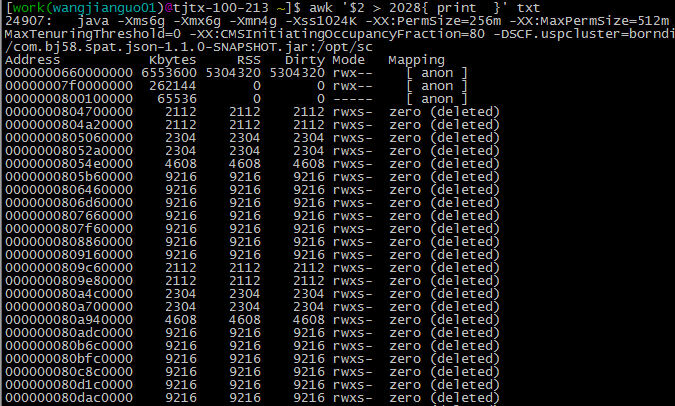 [work(wangjianguo01)@tjtx-100-213 ~]$ awk '$2 > 2028{ print  }' txt
24907:   java -Xms6g -Xmx6g -Xmn4g -Xss1024K -XX:PermSize=256m -XX:MaxPermSize=512m
MaxTenuringThreshold=0 -XX:CMSInitiatingOccupancyFraction=80 -DSCF.uspcluster=borndi
/com.bj58.spat.json-1.1.0-SNAPSHOT.jar:/opt/sc
Address           Kbytes     RSS   Dirty Mode   Mapping
0000000660000000 6553600 5304320 5304320 rwx--    [ anon ]
00000007f0000000  262144       0       0 rwx--    [ anon ]
0000000800100000   65536       0       0 -----    [ anon ]
0000000804700000    2112    2112    2112 rwxs-  zero (deleted)
0000000804a20000    2112    2112    2112 rwxs-  zero (deleted)
0000000805060000    2304    2304    2304 rwxs-  zero (deleted)
00000008052a0000    2304    2304    2304 rwxs-  zero (deleted)
00000008054e0000    4608    4608    4608 rwxs-  zero (deleted)
0000000805b60000    9216    9216    9216 rwxs-  zero (deleted)
0000000806460000    9216    9216    9216 rwxs-  zero (deleted)
0000000806d60000    9216    9216    9216 rwxs-  zero (deleted)
0000000807660000    9216    9216    9216 rwxs-  zero (deleted)
0000000807f60000    9216    9216    9216 rwxs-  zero (deleted)
0000000808860000    9216    9216    9216 rwxs-  zero (deleted)
0000000809160000    9216    9216    9216 rwxs-  zero (deleted)
0000000809c60000    2112    2112    2112 rwxs-  zero (deleted)
0000000809e80000    2112    2112    2112 rwxs-  zero (deleted)
000000080a4c0000    2304    2304    2304 rwxs-  zero (deleted)
000000080a700000    2304    2304    2304 rwxs-  zero (deleted)
000000080a940000    4608    4608    4608 rwxs-  zero (deleted)
000000080adc0000    9216    9216    9216 rwxs-  zero (deleted)
000000080b6c0000    9216    9216    9216 rwxs-  zero (deleted)
000000080bfc0000    9216    9216    9216 rwxs-  zero (deleted)
000000080c8c0000    9216    9216    9216 rwxs-  zero (deleted)
000000080d1c0000    9216    9216    9216 rwxs-  zero (deleted)
000000080dac0000    9216    9216    9216 rwxs-  zero (deleted)